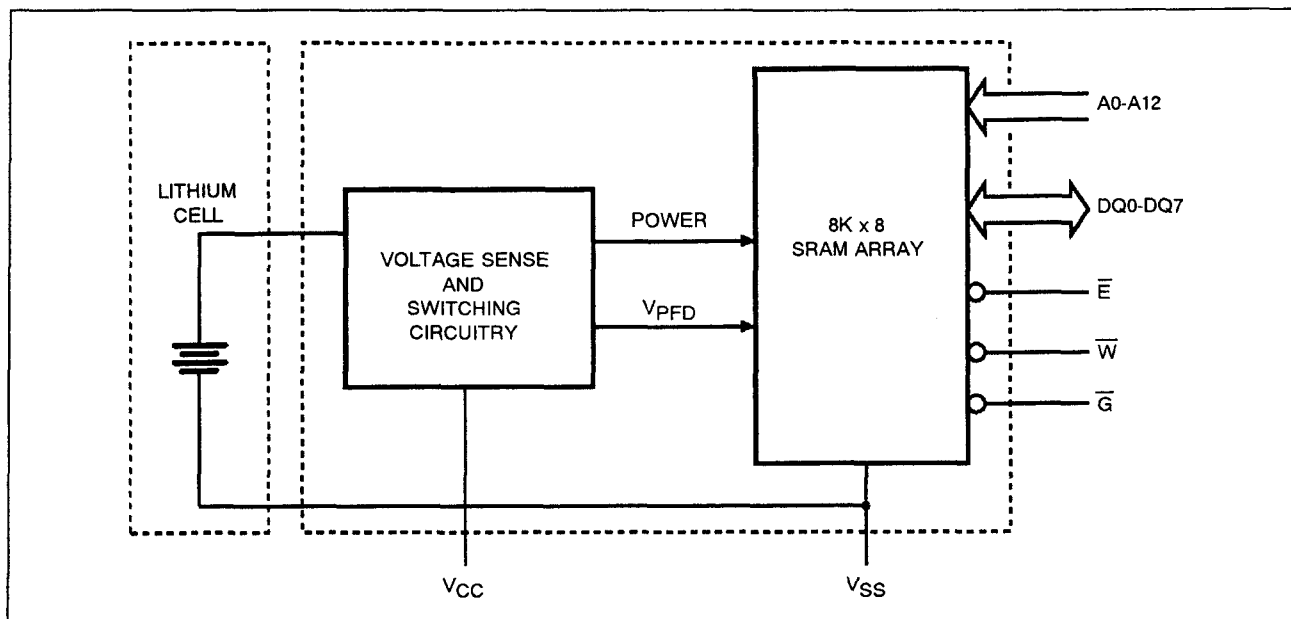 LITHIUM
CELL
VOLTAGE SENSE
AND
SWITCHING
CIRCUITRY
POWER
VPFD
8K x 8
SRAM ARRAY
A0-A12
DQ0-DQ7
E̅
W̅
G̅
VCC
VSS